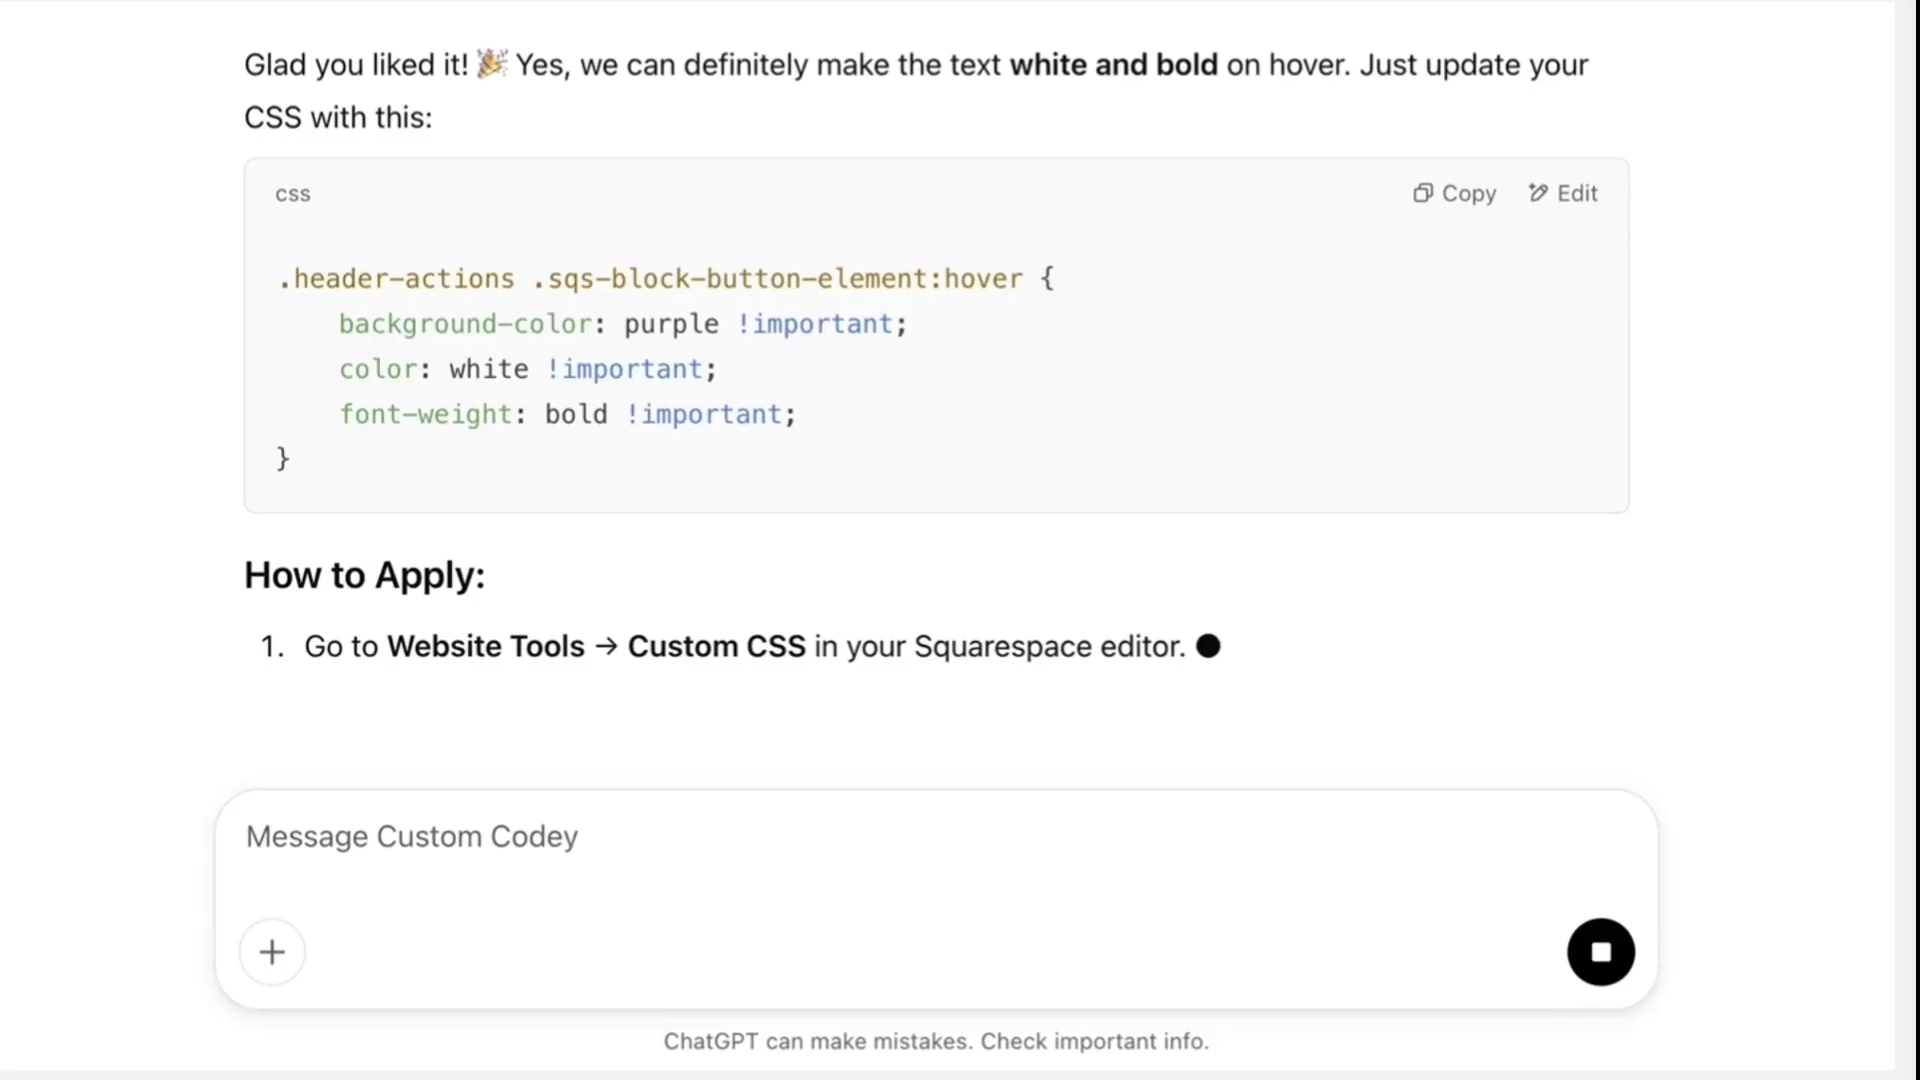 Glad you liked it! 🎉 Yes, we can definitely make the text white and bold on hover. Just update your
CSS with this:
css
Copy
Edit
.header-actions .sqs-block-button-element:hover {
    background-color: purple !important;
    color: white !important;
    font-weight: bold !important;
}
How to Apply:
1. Go to Website Tools → Custom CSS in your Squarespace editor.
Message Custom Codey
ChatGPT can make mistakes. Check important info.